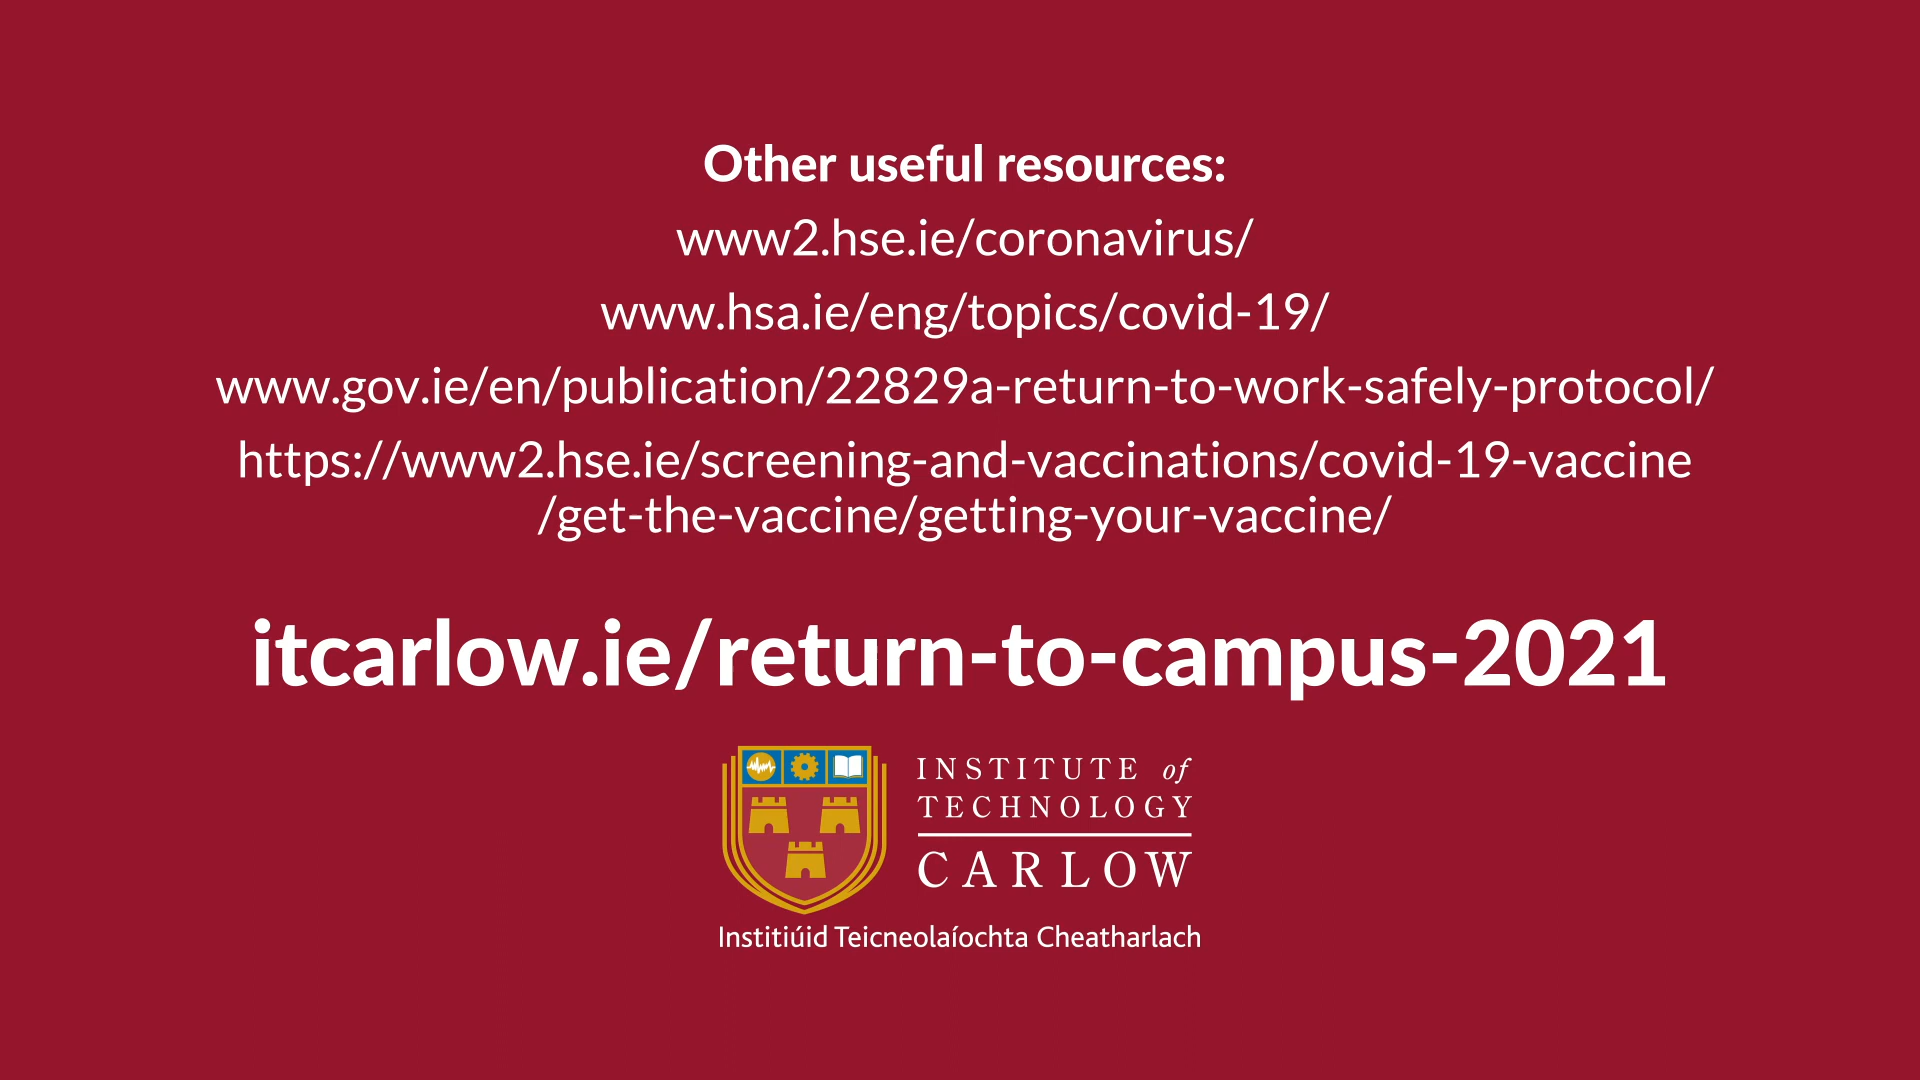 Other useful resources:
www2.hse.ie/coronavirus/
www.hsa.ie/eng/topics/covid-19/
www.gov.ie/en/publication/22829a-return-to-work-safely-protocol/
https://www2.hse.ie/screening-and-vaccinations/covid-19-vaccine
/get-the-vaccine/getting-your-vaccine/
itcarlow.ie/return-to-campus-2021
INSTITUTE of
TECHNOLOGY
CARLOW
Institiúid Teicneolaíochta Cheatharlach